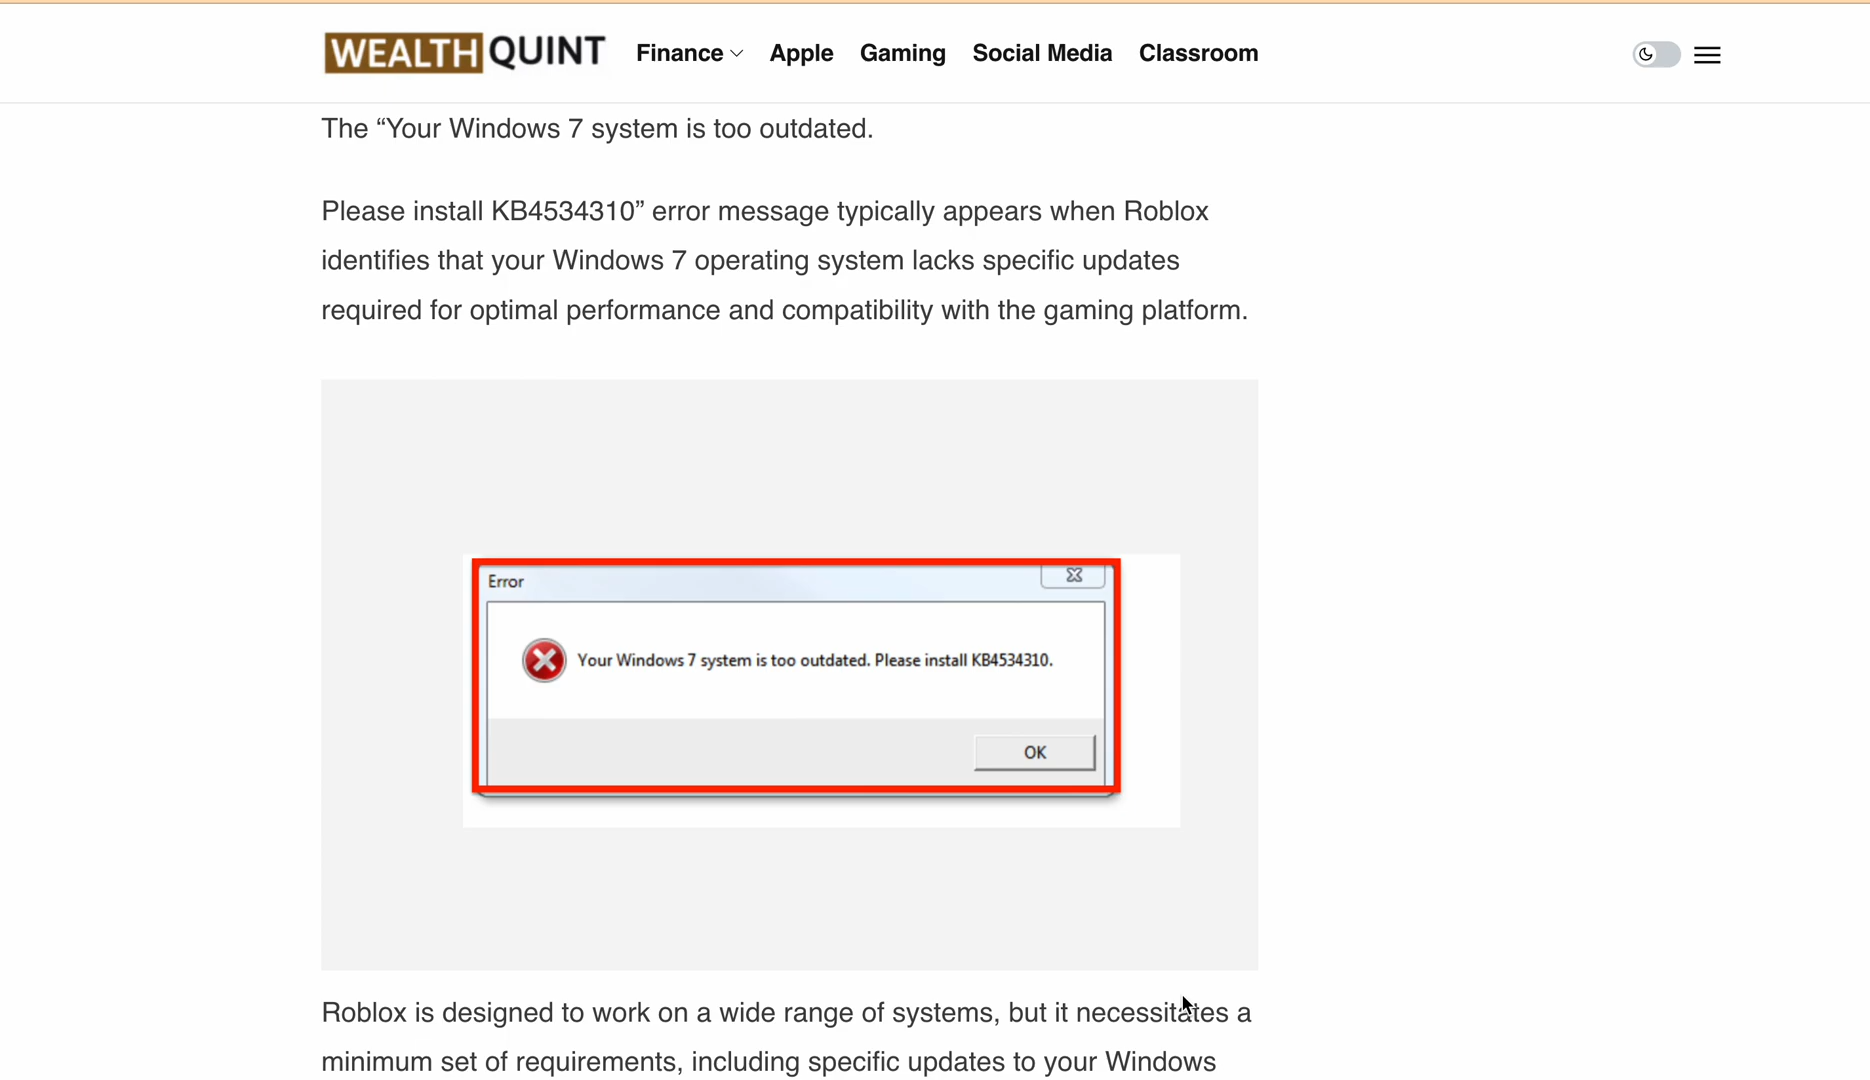 WEALTH QUINT Finance Apple Gaming Social Media Classroom
The “Your Windows 7 system is too outdated.
Please install KB4534310” error message typically appears when Roblox
identifies that your Windows 7 operating system lacks specific updates
required for optimal performance and compatibility with the gaming platform.
Error
Your Windows 7 system is too outdated. Please install KB4534310.
OK
Roblox is designed to work on a wide range of systems, but it necessitates a
minimum set of requirements, including specific updates to your Windows